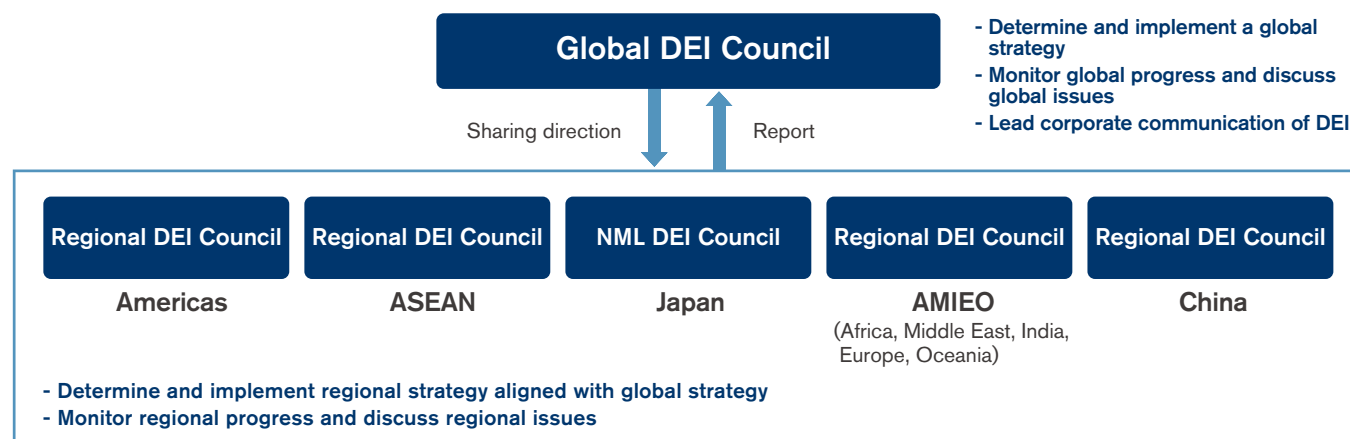 Global DEI Council
- Determine and implement a global
strategy
- Monitor global progress and discuss
global issues
- Lead corporate communication of DEI
Sharing direction
Report
Regional DEI Council
Regional DEI Council
NML DEI Council
Regional DEI Council
Regional DEI Council
Americas
ASEAN
Japan
AMIEO
China
(Africa, Middle East, India,
Europe, Oceania)
- Determine and implement regional strategy aligned with global strategy
- Monitor regional progress and discuss regional issues